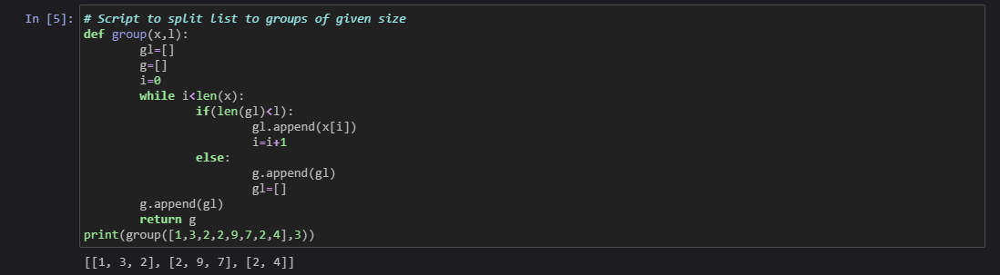 In [5]: # Script to split list to groups of given size
def group(x,l):
        gl=[]
        g=[]
        i=0
        while i<len(x):
                if(len(gl)<l):
                        gl.append(x[i])
                        i=i+1
                else:
                        g.append(gl)
                        gl=[]
        g.append(gl)
        return g
print(group([1,3,2,2,9,7,2,4],3))
[[1, 3, 2], [2, 9, 7], [2, 4]]